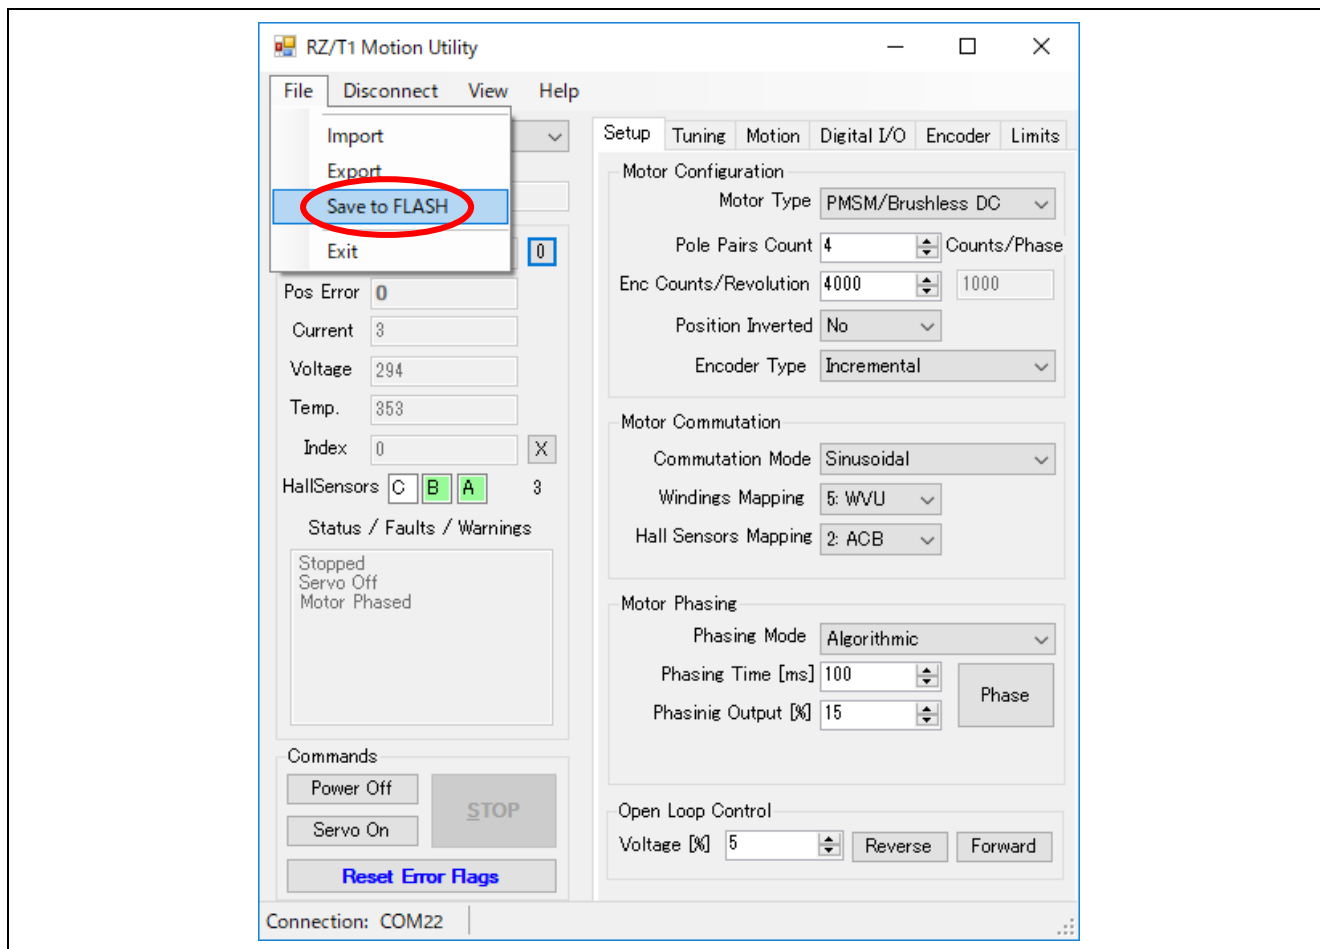 RZ/T1 Motion Utility
File Disconnect View Help
Import
Export
Save to FLASH
Exit
0
Pos Error 0
Current 3
Voltage 294
Temp. 353
Index 0 X
HallSensors C B A 3
Status / Faults / Warnings
Stopped
Servo Off
Motor Phased
Commands
Power Off
STOP
Servo On
Reset Error Flags
Setup Tuning Motion Digital I/O Encoder Limits
Motor Configuration
Motor Type PMSM/Brushless DC
Pole Pairs Count 4 Counts/Phase
Enc Counts/Revolution 4000 1000
Position Inverted No
Encoder Type Incremental
Motor Commutation
Commutation Mode Sinusoidal
Windings Mapping 5: WVU
Hall Sensors Mapping 2: ACB
Motor Phasing
Phasing Mode Algorithmic
Phasing Time [ms] 100
Phase
Phasinig Output [%] 15
Open Loop Control
Voltage [%] 5 Reverse Forward
Connection: COM22